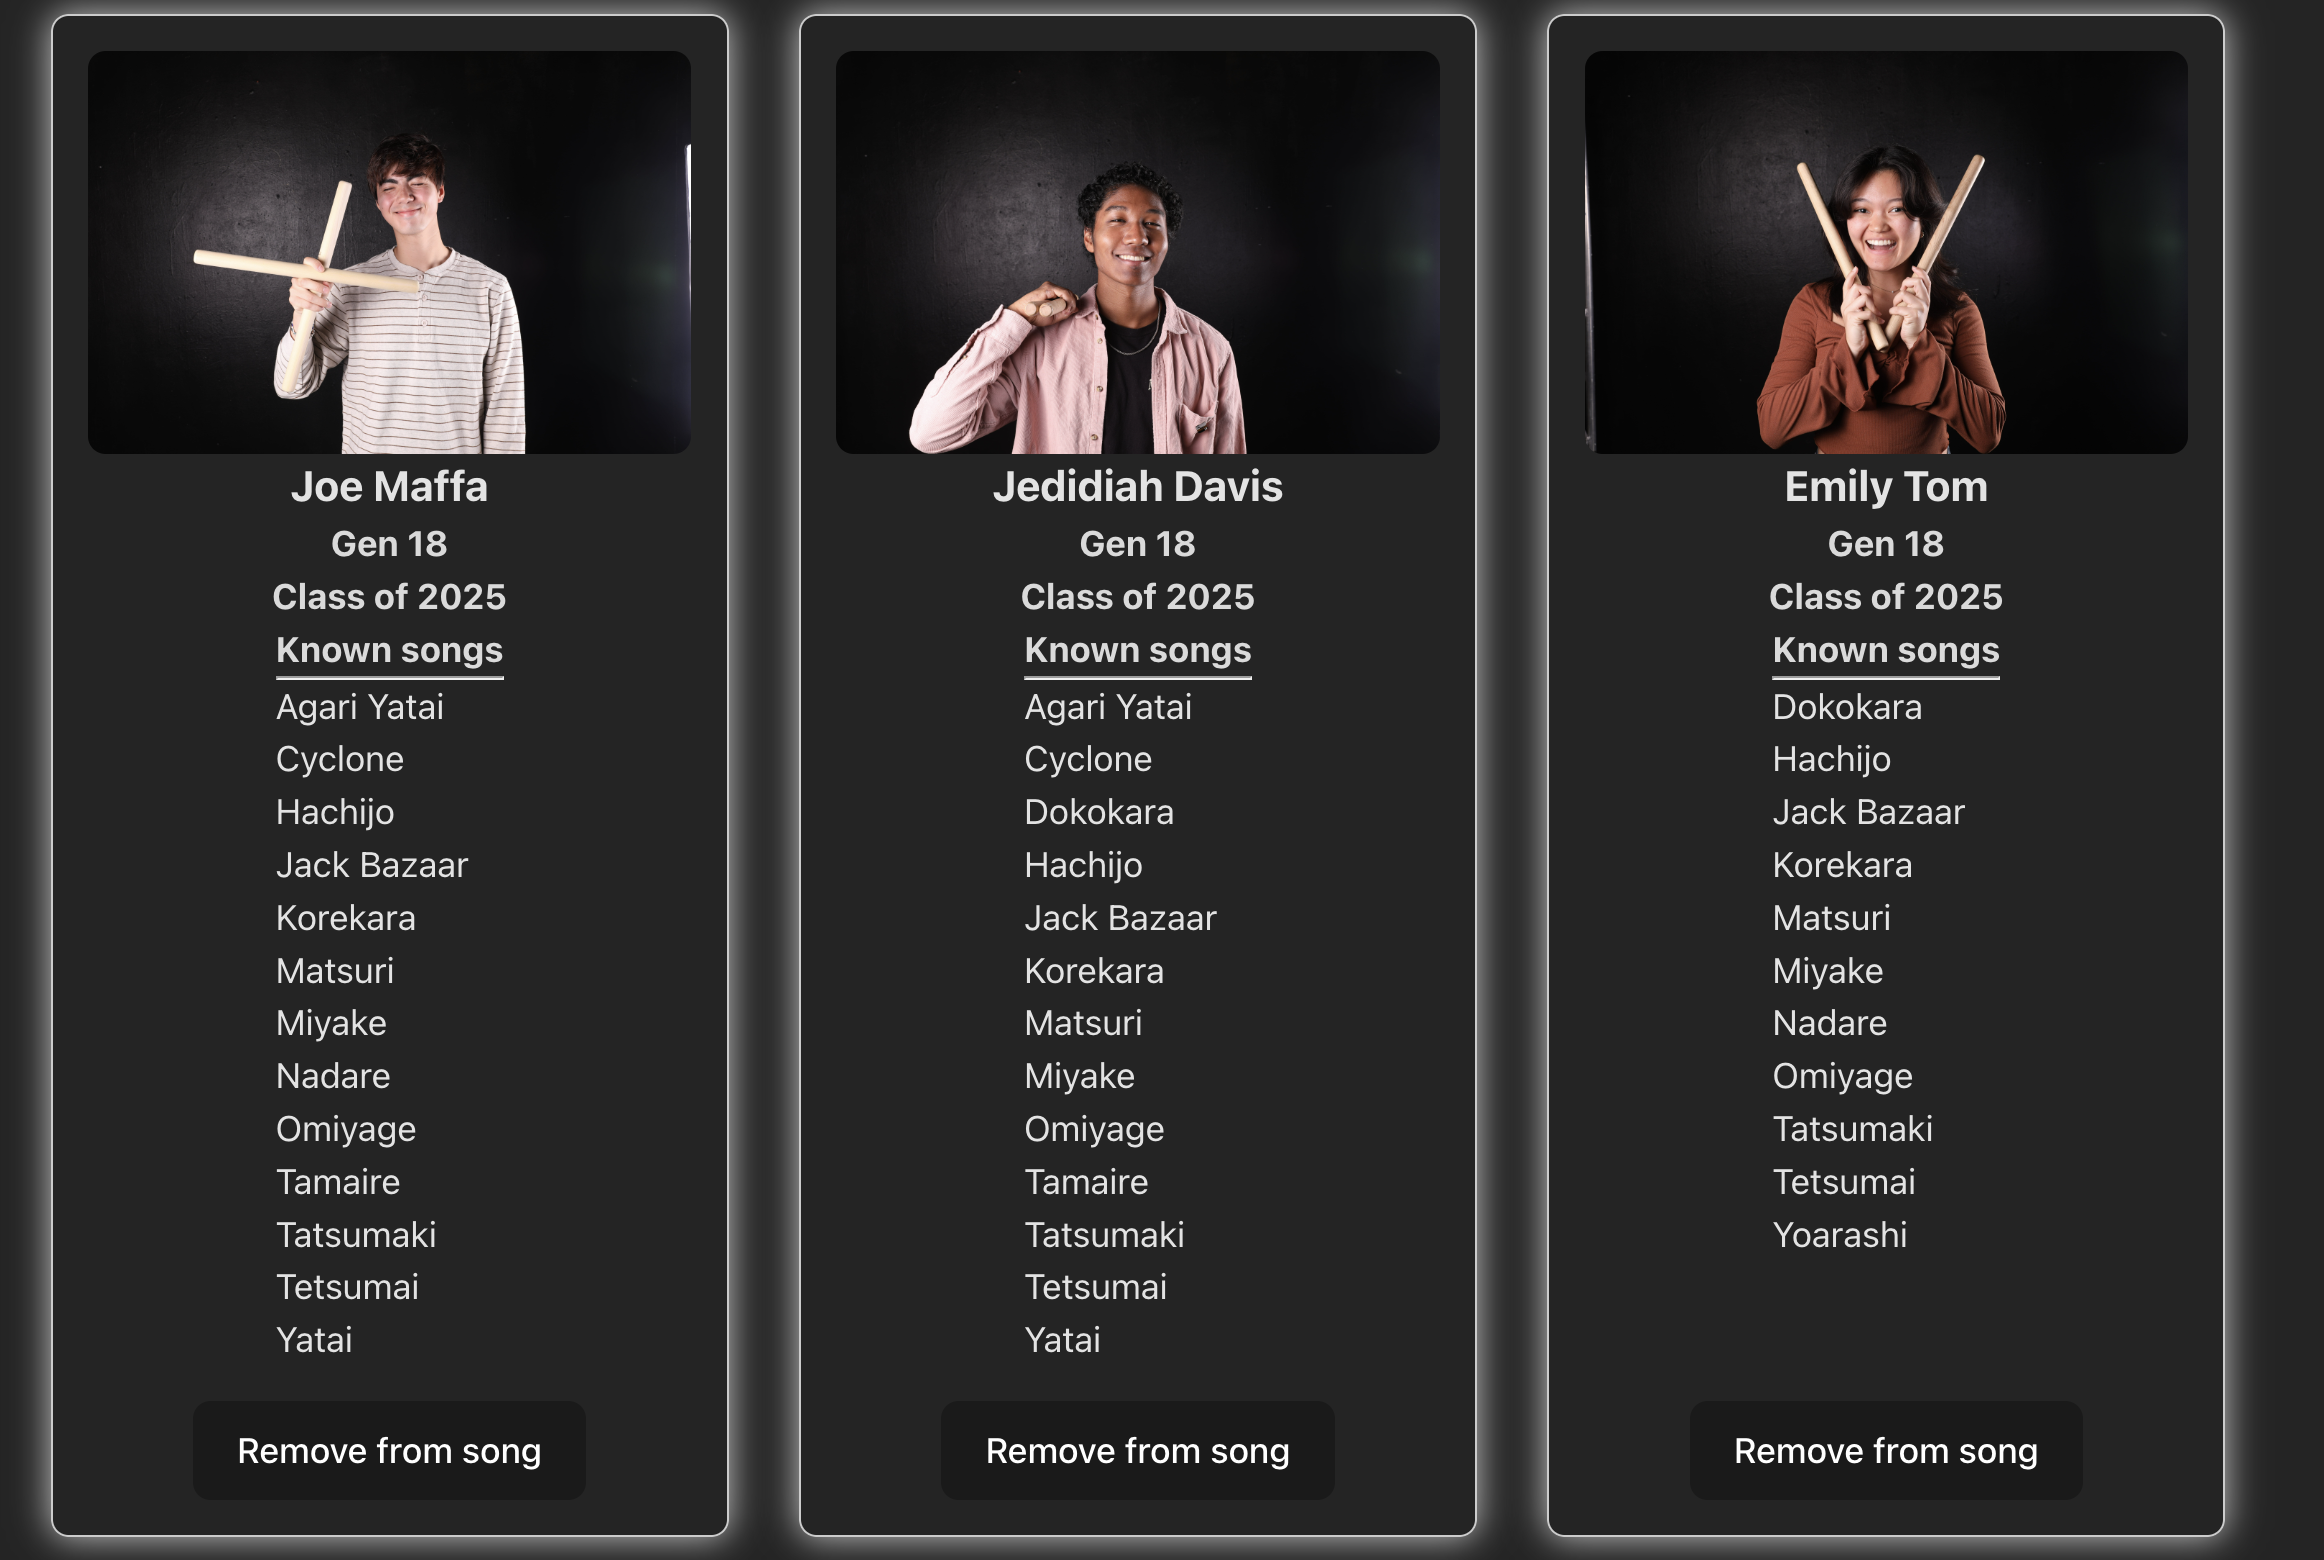 Joe Maffa
Gen 18
Class of 2025
Known songs
Agari Yatai
Cyclone
Hachijo
Jack Bazaar
Korekara
Matsuri
Miyake
Nadare
Omiyage
Tamaire
Tatsumaki
Tetsumai
Yatai
Remove from song
Jedidiah Davis
Gen 18
Class of 2025
Known songs
Agari Yatai
Cyclone
Dokokara
Hachijo
Jack Bazaar
Korekara
Matsuri
Miyake
Omiyage
Tamaire
Tatsumaki
Tetsumai
Yatai
Remove from song
Emily Tom
Gen 18
Class of 2025
Known songs
Dokokara
Hachijo
Jack Bazaar
Korekara
Matsuri
Miyake
Nadare
Omiyage
Tatsumaki
Tetsumai
Yoarashi
Remove from song